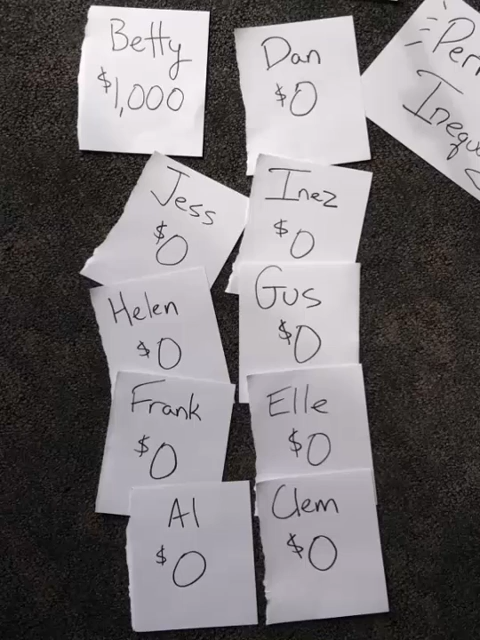 Betty
$1,000
Dan
$0
Jess
$0
Inez
$0
Helen
$0
Gus
$0
Frank
$0
Elle
$0
Al
$0
Clem
$0